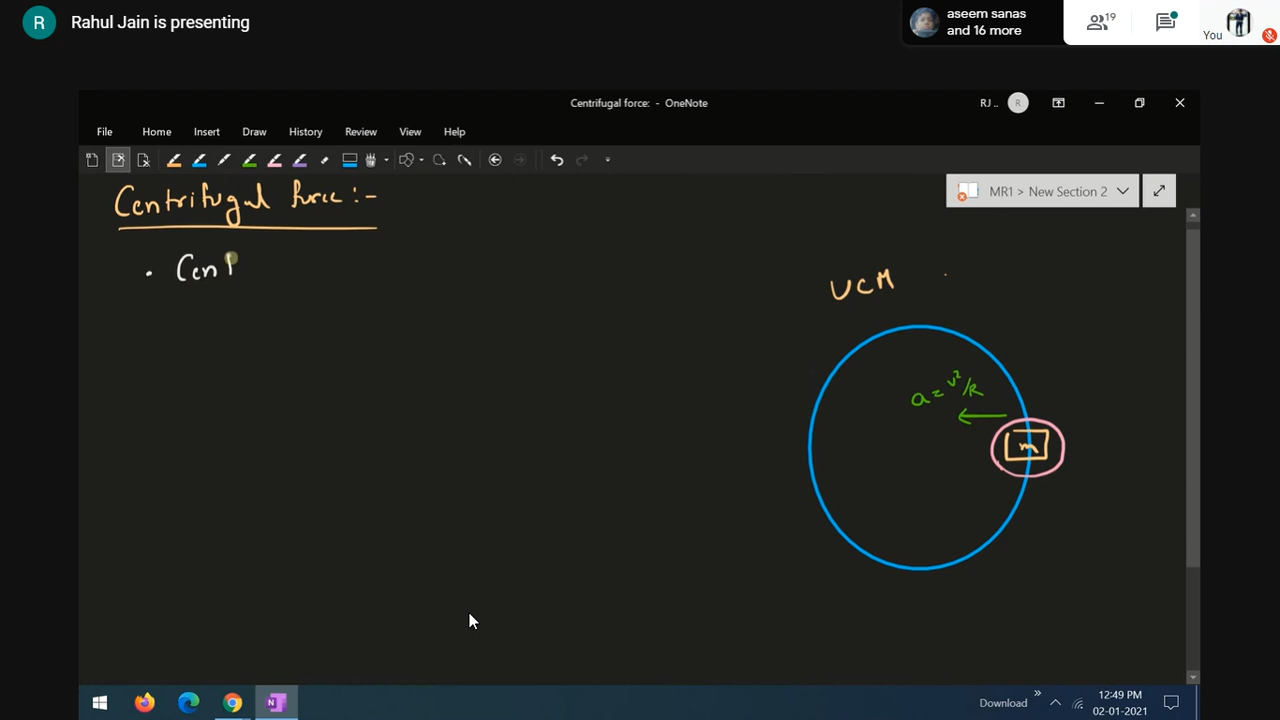 R Rahul Jain is presenting
aseem sanas
and 16 more
19
You
Centrifugal force: - OneNote
RJ ..
R
File Home Insert Draw History Review View Help
MR1 > New Section 2
Centrifugal force :-
• Cent
UCM
a = v²/R
m
Download
12:49 PM
02-01-2021